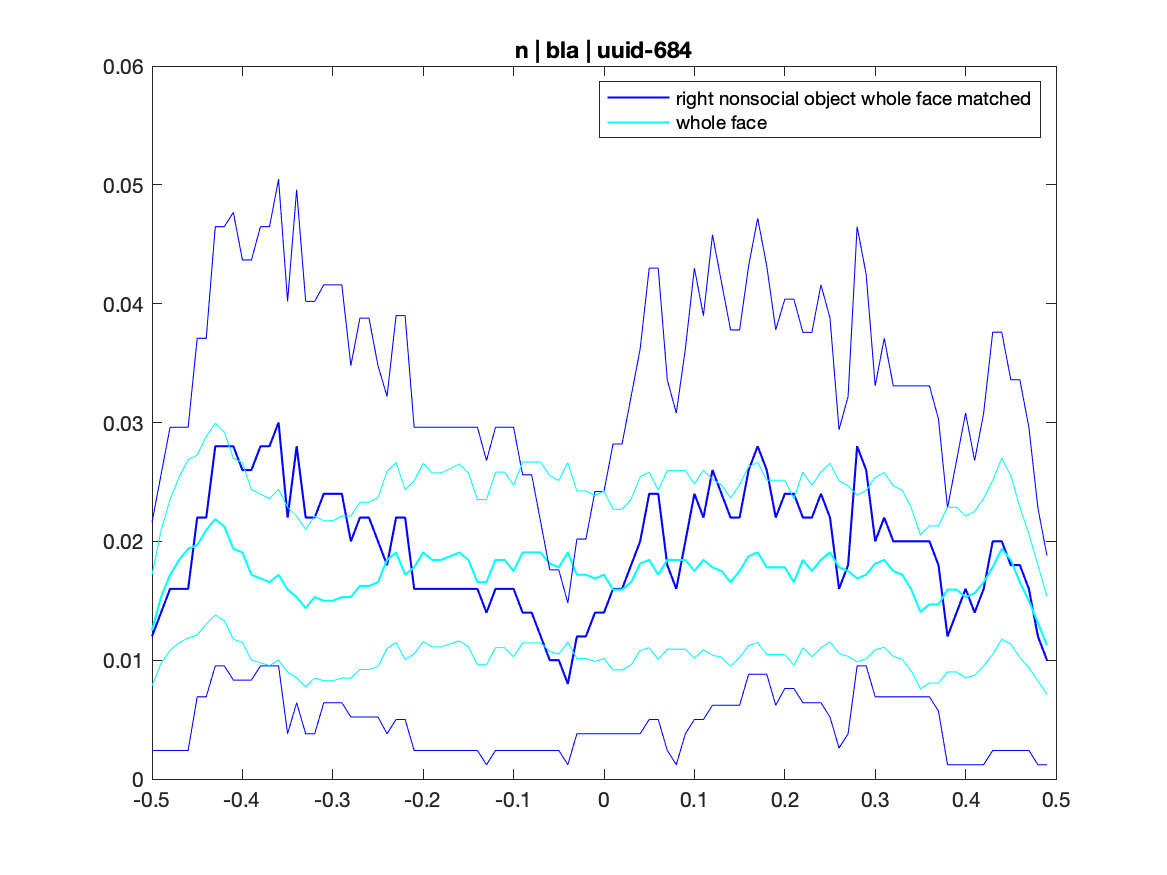 n | bla | uuid-684
0.06
right nonsocial object whole face matched
whole face
0.05
0.04
0.03
0.02
0.01
0
-0.5 -0.4 -0.3 -0.2 -0.1 0 0.1 0.2 0.3 0.4 0.5